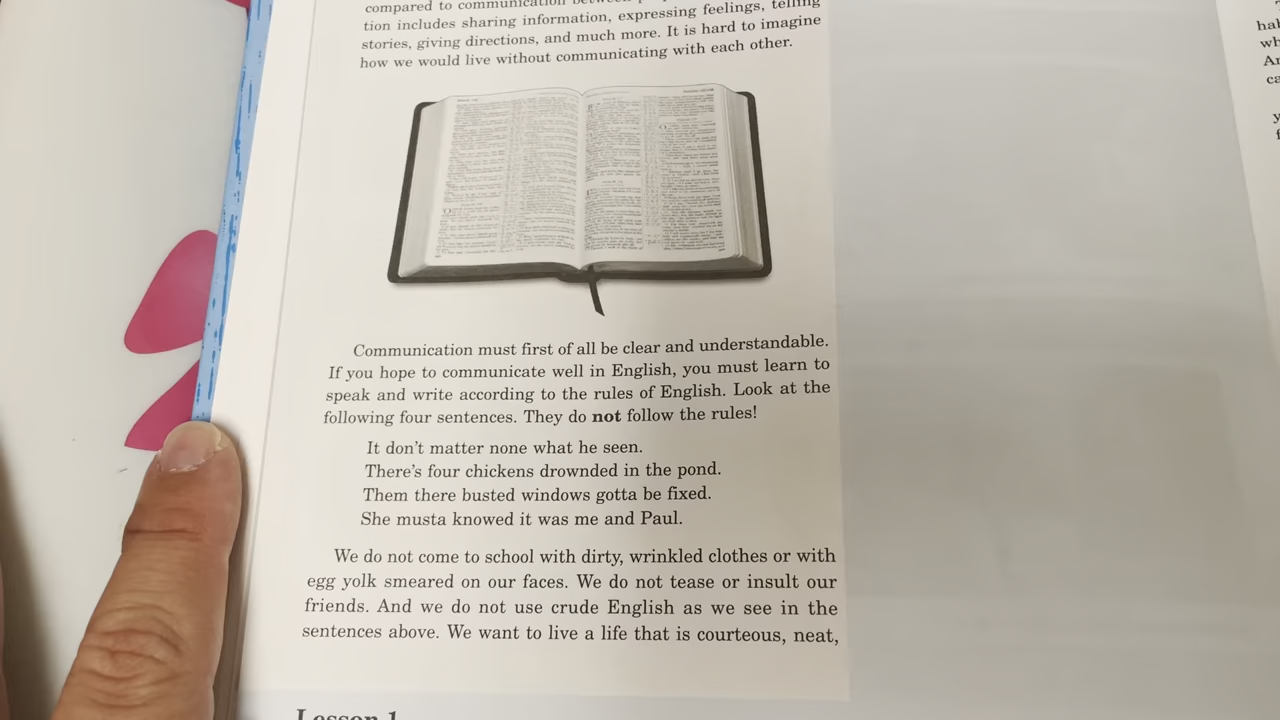 compared to communication between
tion includes sharing information, expressing feelings, telling
stories, giving directions, and much more. It is hard to imagine
how we would live without communicating with each other.
Communication must first of all be clear and understandable.
If you hope to communicate well in English, you must learn to
speak and write according to the rules of English. Look at the
following four sentences. They do not follow the rules!
It don’t matter none what he seen.
There’s four chickens drownded in the pond.
Them there busted windows gotta be fixed.
She musta knowed it was me and Paul.
We do not come to school with dirty, wrinkled clothes or with
egg yolk smeared on our faces. We do not tease or insult our
friends. And we do not use crude English as we see in the
sentences above. We want to live a life that is courteous, neat,
Lesson 1